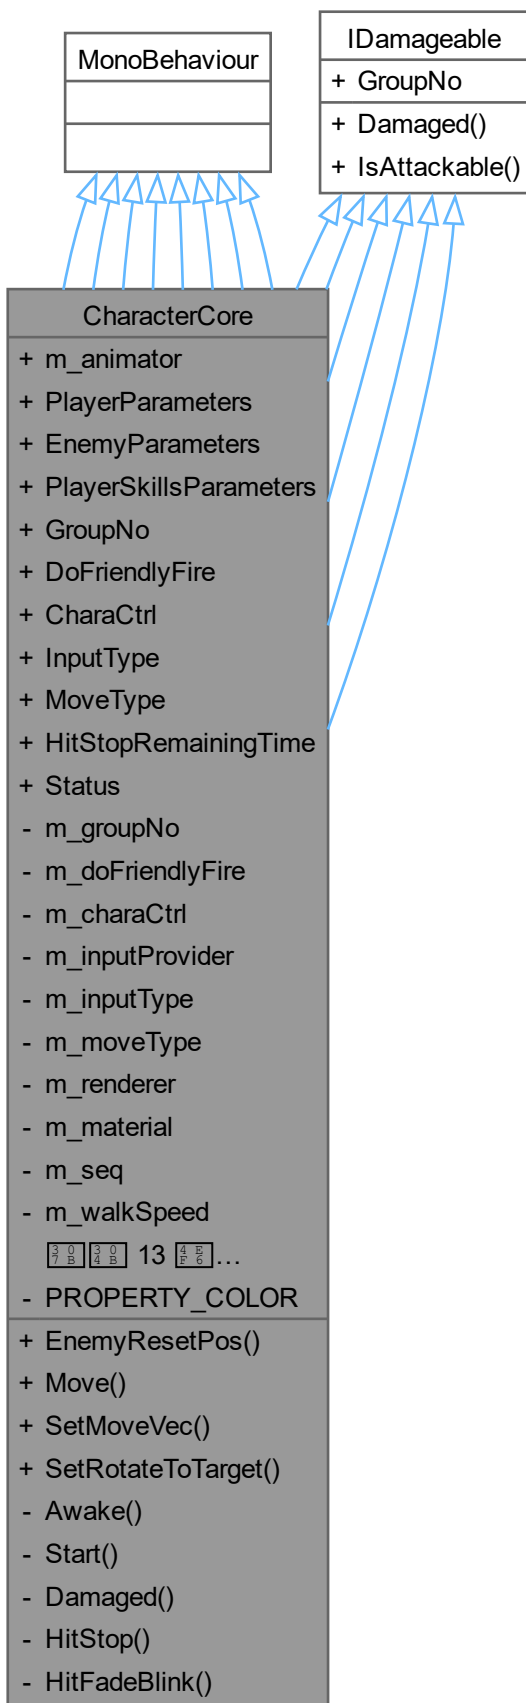 MonoBehaviour
IDamageable
+ GroupNo
+ Damaged()
+ IsAttackable()
CharacterCore
+ m_animator
+ PlayerParameters
+ EnemyParameters
+ PlayerSkillsParameters
+ GroupNo
+ DoFriendlyFire
+ CharaCtrl
+ InputType
+ MoveType
+ HitStopRemainingTime
+ Status
- m_groupNo
- m_doFriendlyFire
- m_charaCtrl
- m_inputProvider
- m_inputType
- m_moveType
- m_renderer
- m_material
- m_seq
- m_walkSpeed
13 ...
- PROPERTY_COLOR
+ EnemyResetPos()
+ Move()
+ SetMoveVec()
+ SetRotateToTarget()
- Awake()
- Start()
- Damaged()
- HitStop()
- HitFadeBlink()